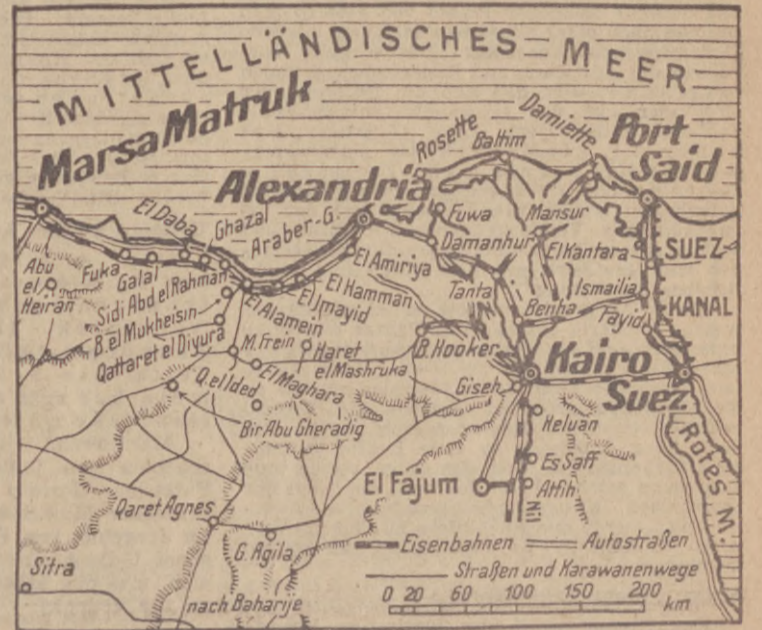 MITTELLÄNDISCHES MEER
Marsa Matruk
Alexandria
Rosette
Baltim
Damiette
Port
Said
El Daba
Ghazal
Araber-G.
Fuwa
Mansur
Damanhur
El Kantara
SUEZ
KANAL
Abu
el
Heiran
Fuka
Galal
Sidi Abd el Rahman
B. el Mukheisin
Qattaret el Diyura
El Alamein
El Imayid
El Hamman
El Amiriya
Tanta
Benha
Ismailia
Fayid
M. Frein
Haret
el Mashruka
B. Hooker
Kairo
Suez
Q. el Ided
El Maghara
Giseh
Bir Abu Gheradig
Heluan
Es Saff
Atfih
El Fajum
Nil
Rotes M.
Qaret Agnes
G. Agila
Sitra
nach Baharije
Eisenbahnen
Autostraßen
Straßen und Karawanenwege
0 20 60 100 150 200
km